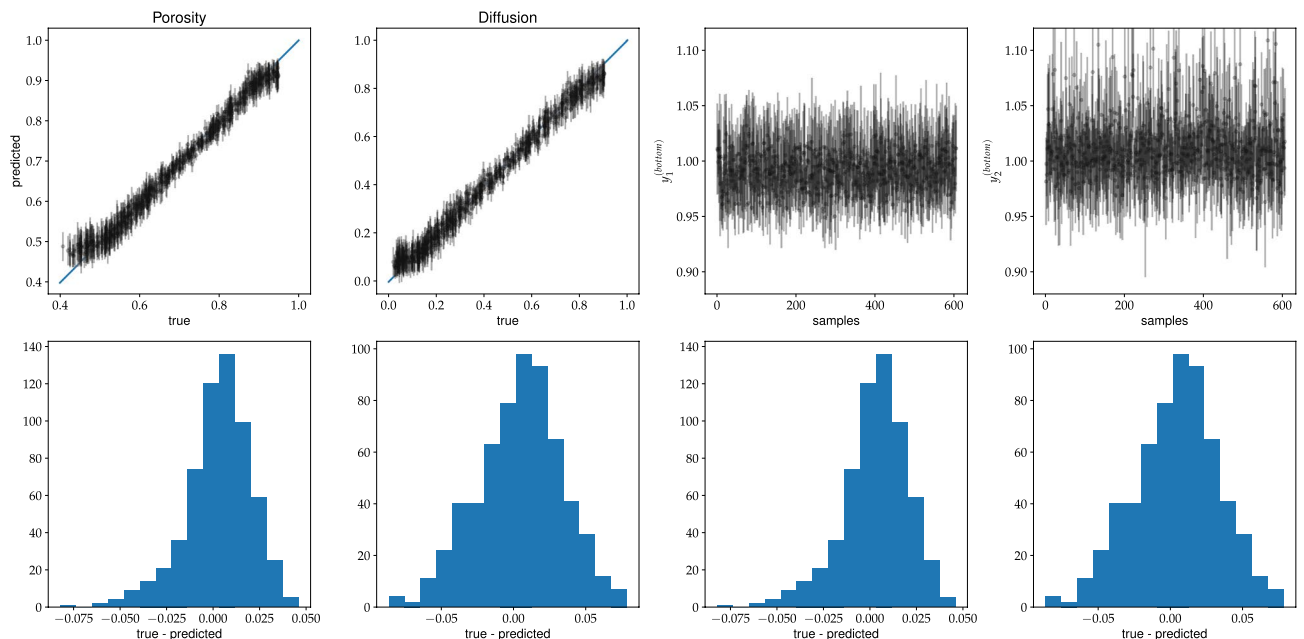 Porosity
1.0
0.9
0.8
0.7
0.6
0.5
0.4
predicted
0.4 0.6 0.8 1.0
true
Diffusion
1.0
0.8
0.6
0.4
0.2
0.0
0.0 0.2 0.4 0.6 0.8 1.0
true
1.10
1.05
1.00
0.95
0.90
y₁⁽ᵇᵒᵗᵗᵒᵐ⁾
0 200 400 600
samples
1.10
1.05
1.00
0.95
0.90
y₂⁽ᵇᵒᵗᵗᵒᵐ⁾
0 200 400 600
samples
140
120
100
80
60
40
20
0
−0.075 −0.050 −0.025 0.000 0.025 0.050
true - predicted
100
80
60
40
20
0
−0.05 0.00 0.05
true - predicted
140
120
100
80
60
40
20
0
−0.075 −0.050 −0.025 0.000 0.025 0.050
true - predicted
100
80
60
40
20
0
−0.05 0.00 0.05
true - predicted